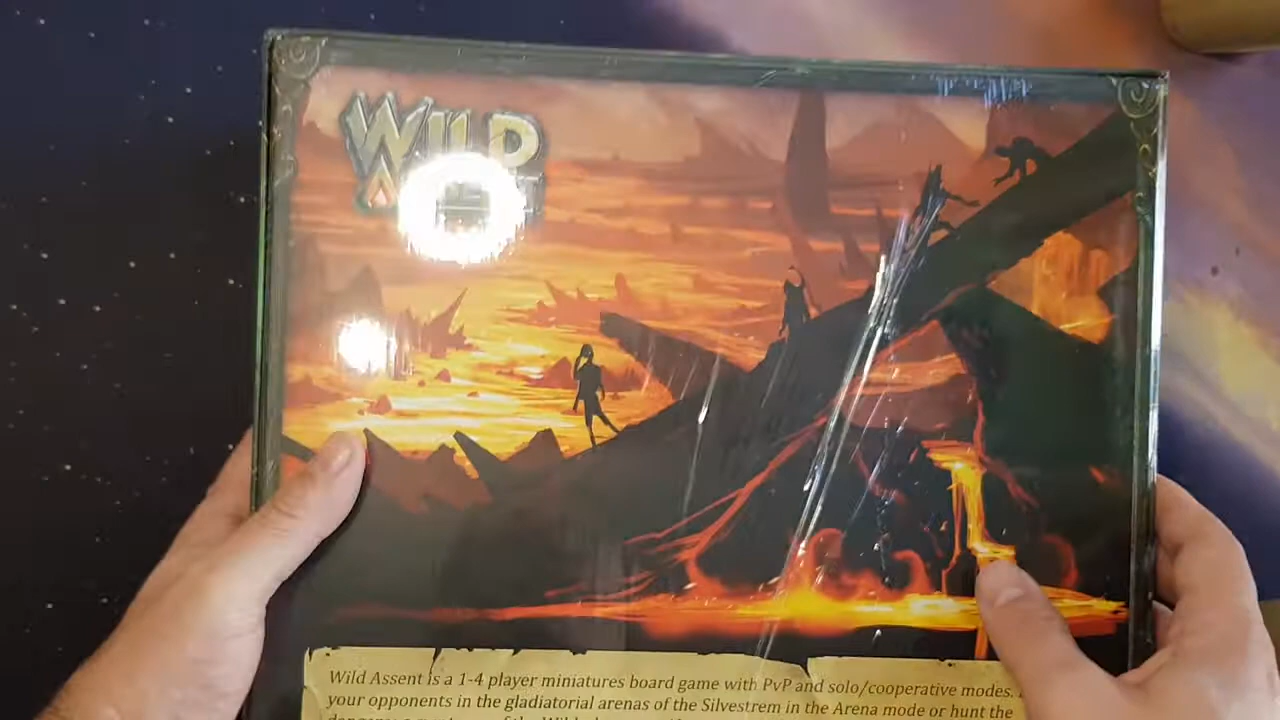 WILD
Wild Assent is a 1-4 player miniatures board game with PvP and solo/cooperative modes.
your opponents in the gladiatorial arenas of the Silvestrem in the Arena mode or hunt the